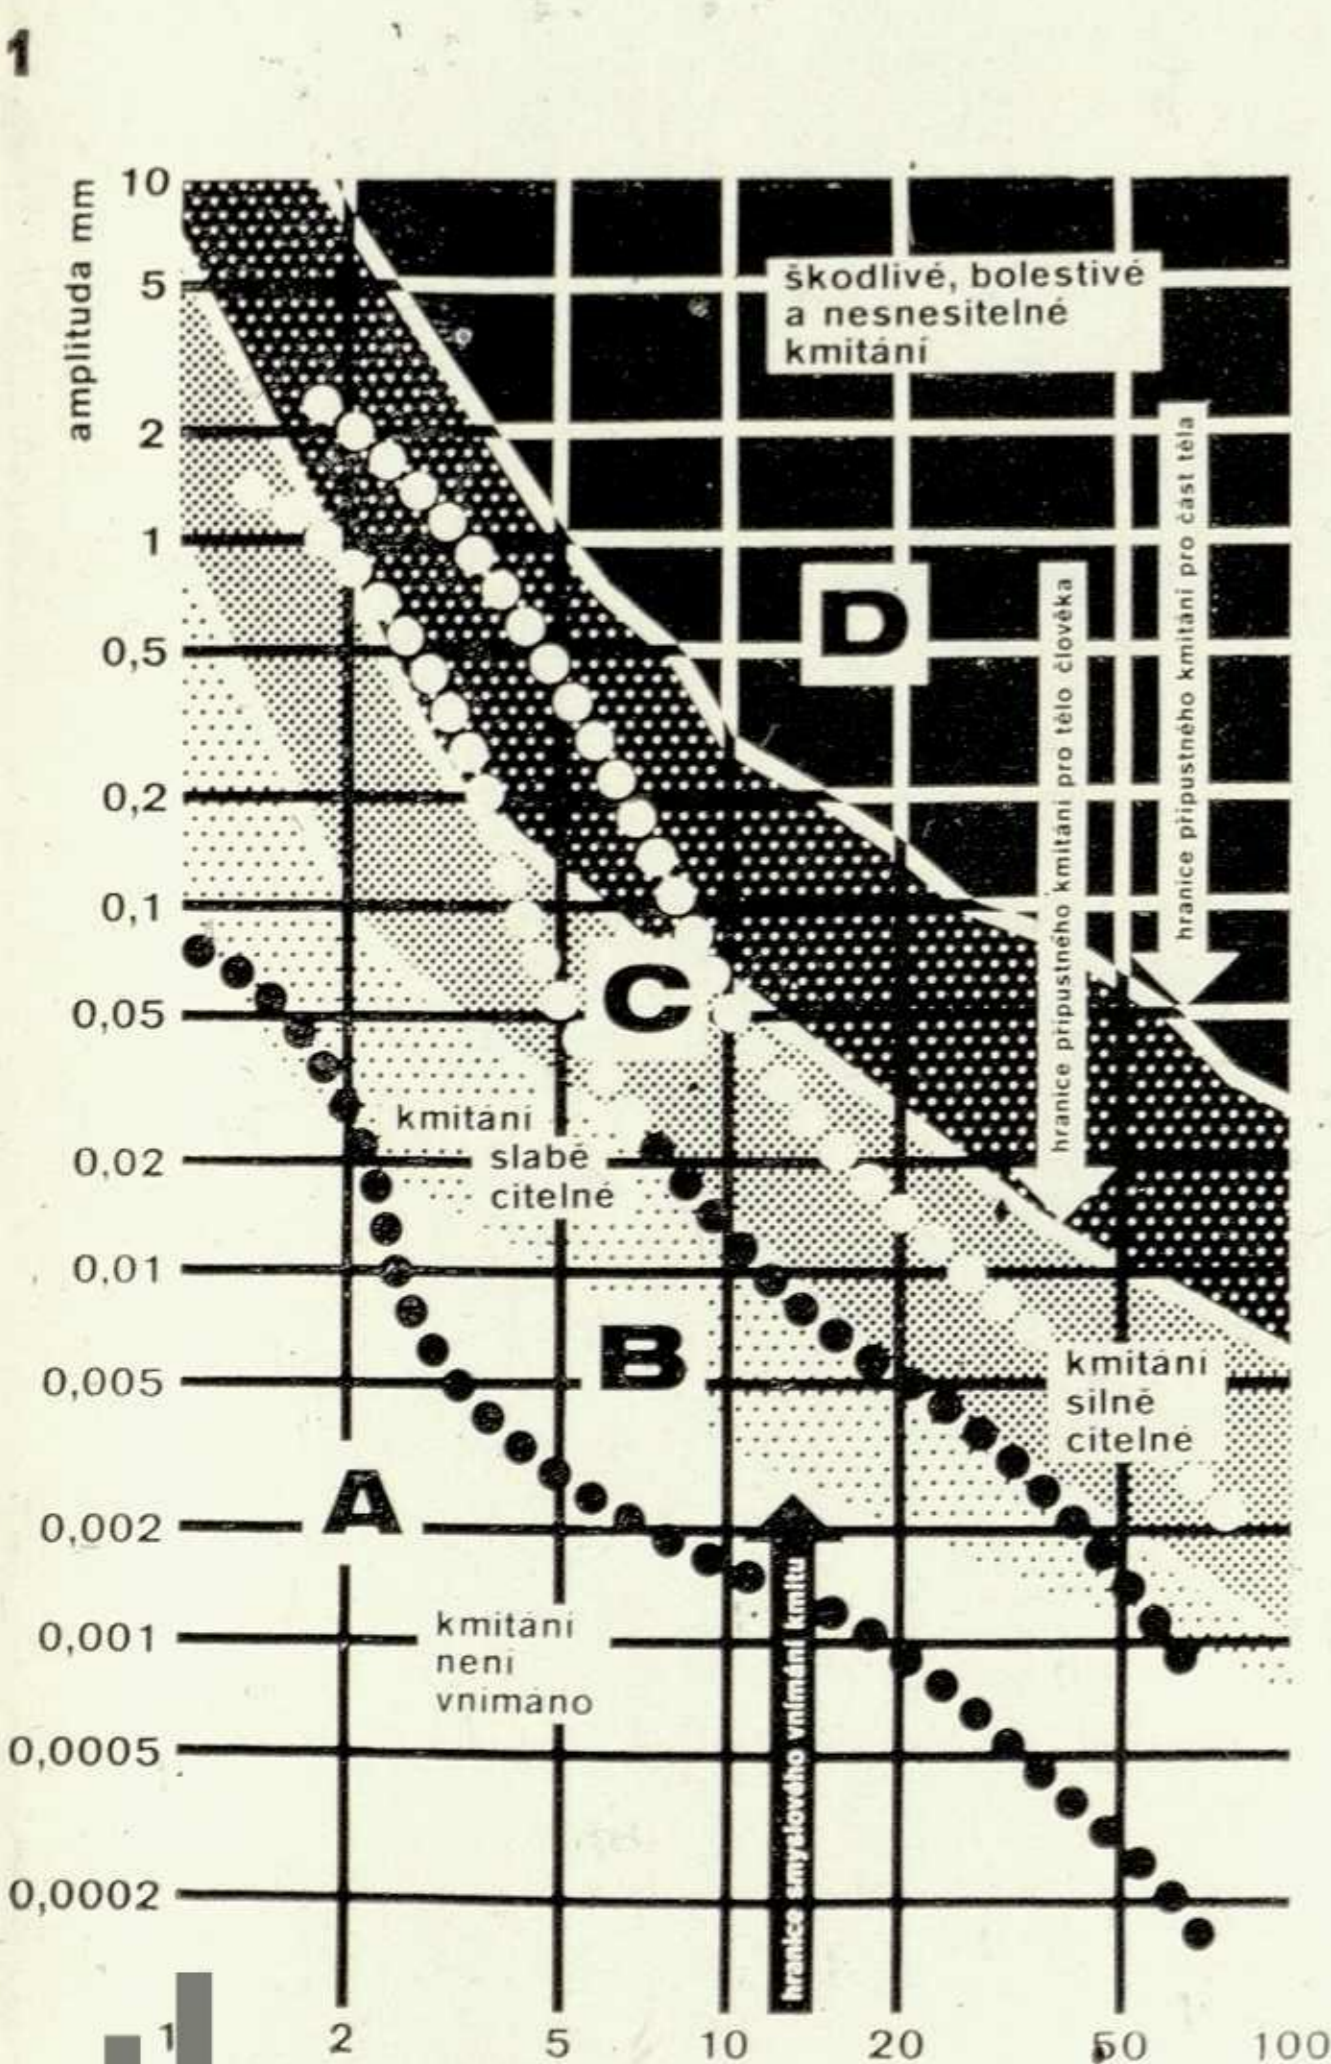 1
amplituda mm
10
5
2
1
0,5
0,2
0,1
0,05
0,02
0,01
0,005
0,002
0,001
0,0005
0,0002
škodlivé, bolestivé
a nesnesitelné
kmitání
D
hranice přípustného kmitání pro tělo člověka
hranice přípustného kmitání pro část těla
C
kmitání
slabě
citelné
B
kmitání
silně
citelné
A
kmitání
není
vnímáno
hranice smyslového vnímání kmitu
1
2
5
10
20
50
100